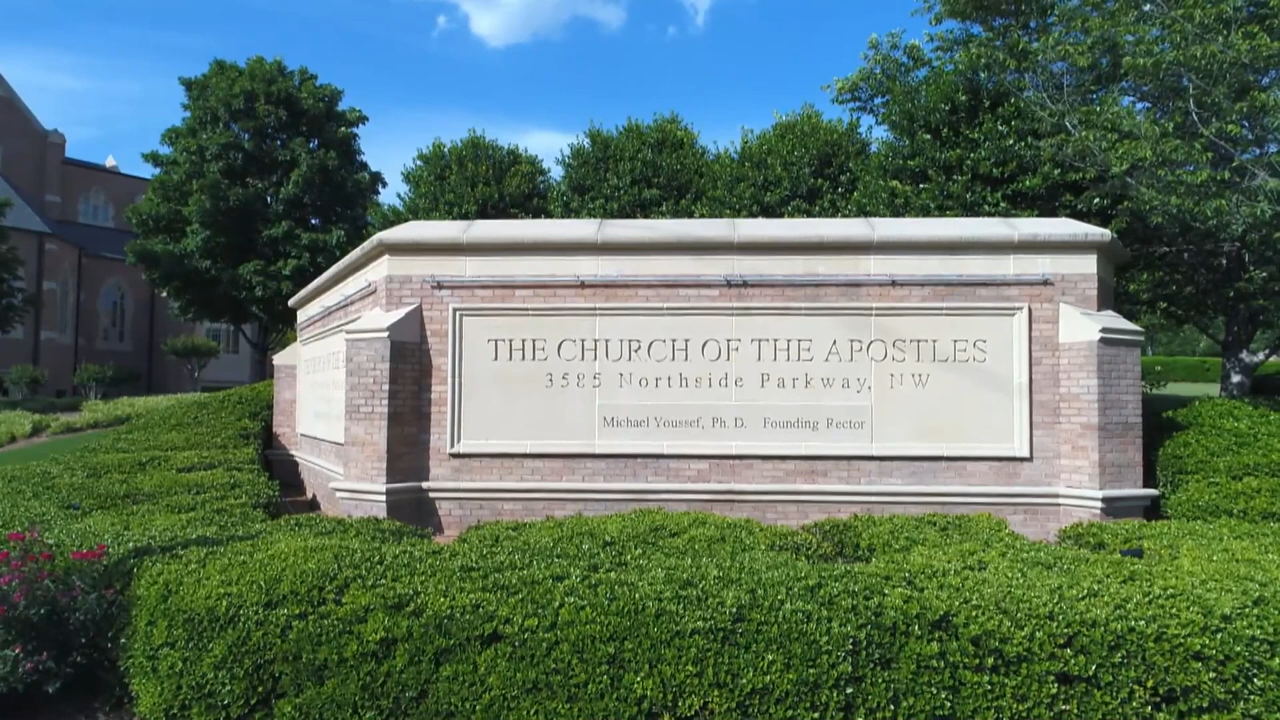 THE CHURCH OF THE APOSTLES
3585 Northside Parkway, NW
Michael Youssef, Ph. D. Founding Rector